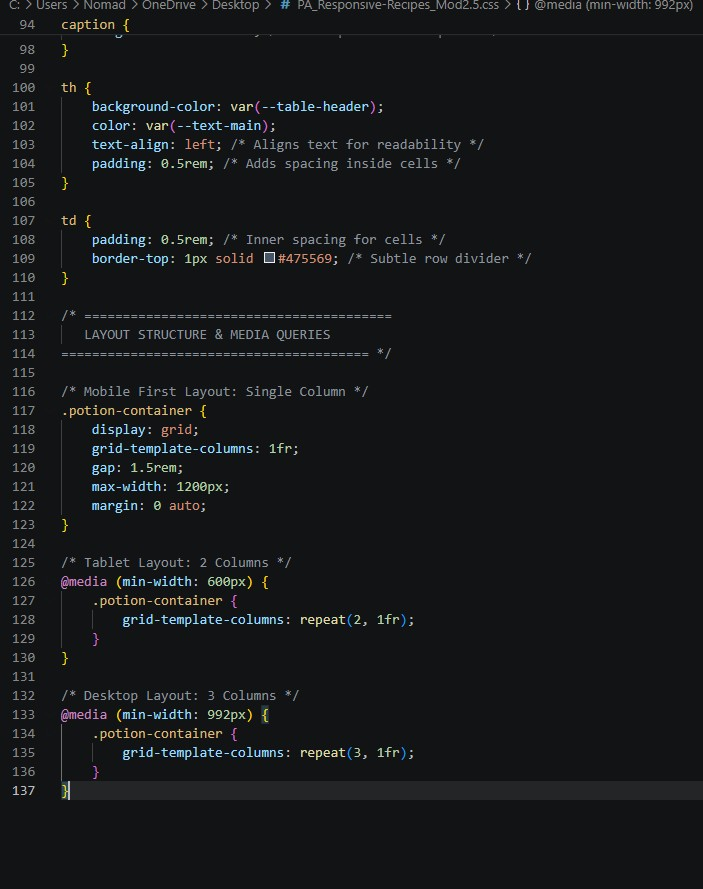 C: > Users > Nomad > OneDrive > Desktop > # PA_Responsive-Recipes_Mod2.5.css > { } @media (min-width: 992px)
94 caption {
98 }
99
100 th {
101 background-color: var(--table-header);
102 color: var(--text-main);
103 text-align: left; /* Aligns text for readability */
104 padding: 0.5rem; /* Adds spacing inside cells */
105 }
106
107 td {
108 padding: 0.5rem; /* Inner spacing for cells */
109 border-top: 1px solid #475569; /* Subtle row divider */
110 }
111
112 /* ========================================
113 LAYOUT STRUCTURE & MEDIA QUERIES
114 ======================================== */
115
116 /* Mobile First Layout: Single Column */
117 .potion-container {
118 display: grid;
119 grid-template-columns: 1fr;
120 gap: 1.5rem;
121 max-width: 1200px;
122 margin: 0 auto;
123 }
124
125 /* Tablet Layout: 2 Columns */
126 @media (min-width: 600px) {
127 .potion-container {
128 grid-template-columns: repeat(2, 1fr);
129 }
130 }
131
132 /* Desktop Layout: 3 Columns */
133 @media (min-width: 992px) {
134 .potion-container {
135 grid-template-columns: repeat(3, 1fr);
136 }
137 }